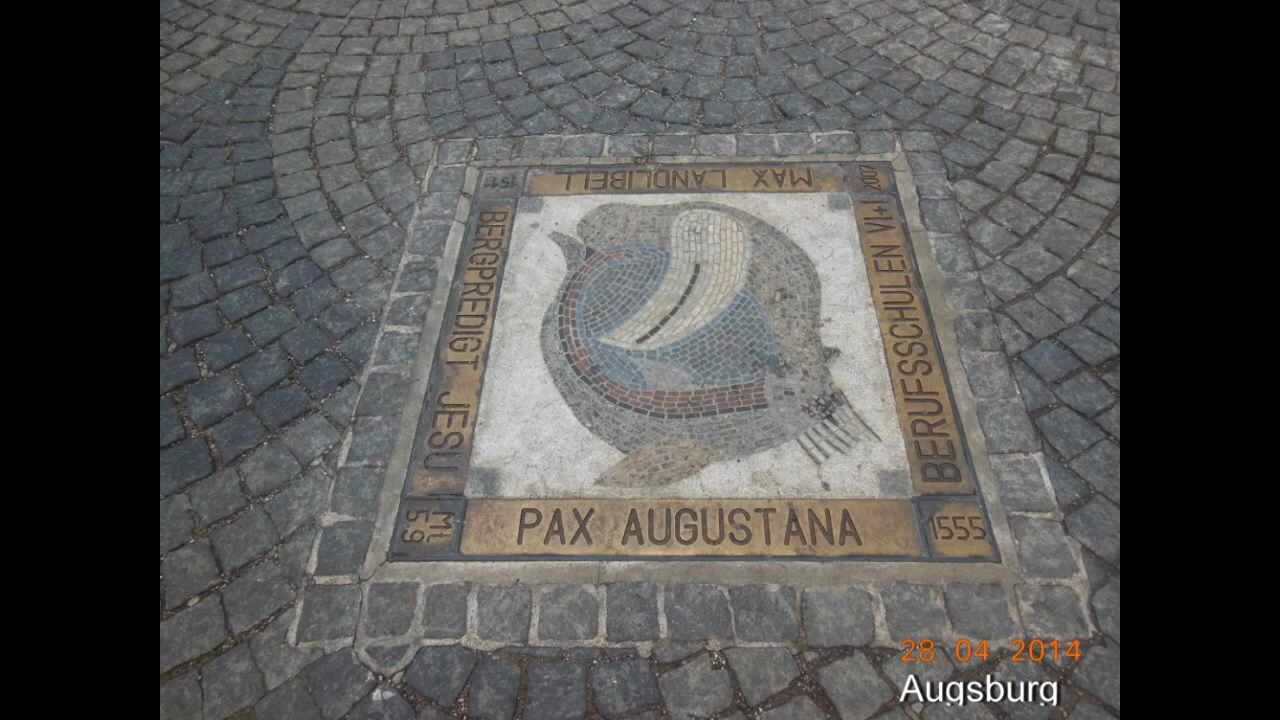 MAX LANDLIBELL
2007
BERGPREDIGT JESU
BERUFSSCHULEN VI+I
Mt
5.9
PAX AUGUSTANA
1555
28.04.2014
Augsburg